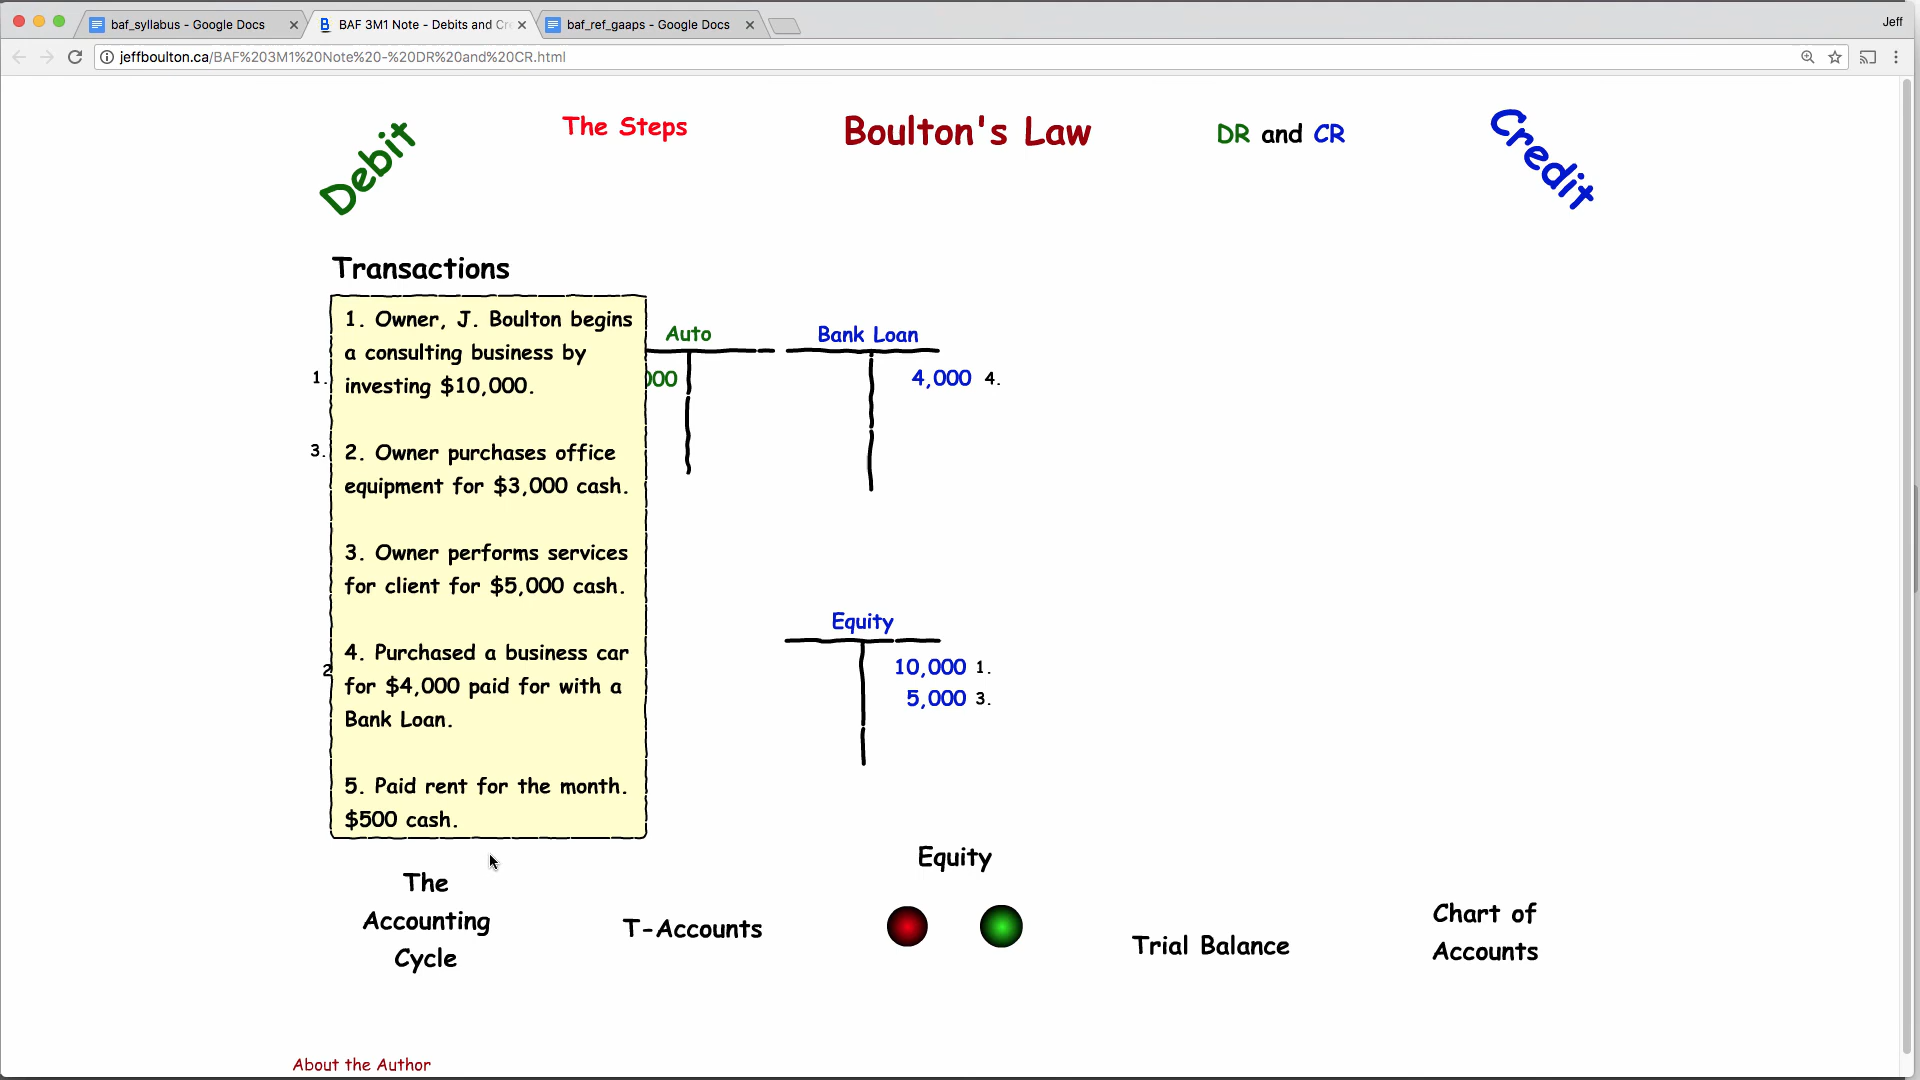 baf_syllabus - Google Docs
BAF 3M1 Note - Debits and Cr
baf_ref_gaaps - Google Docs
Jeff
jeffboulton.ca/BAF%203M1%20Note%20-%20DR%20and%20CR.html
Debit
The Steps
Boulton's Law
DR and CR
Credit
Transactions
1. Owner, J. Boulton begins
a consulting business by
investing $10,000.
2. Owner purchases office
equipment for $3,000 cash.
3. Owner performs services
for client for $5,000 cash.
4. Purchased a business car
for $4,000 paid for with a
Bank Loan.
5. Paid rent for the month.
$500 cash.
1.
3.
2
Auto
000
Bank Loan
4,000 4.
Equity
10,000 1.
5,000 3.
The
Accounting
Cycle
T-Accounts
Equity
Trial Balance
Chart of
Accounts
About the Author